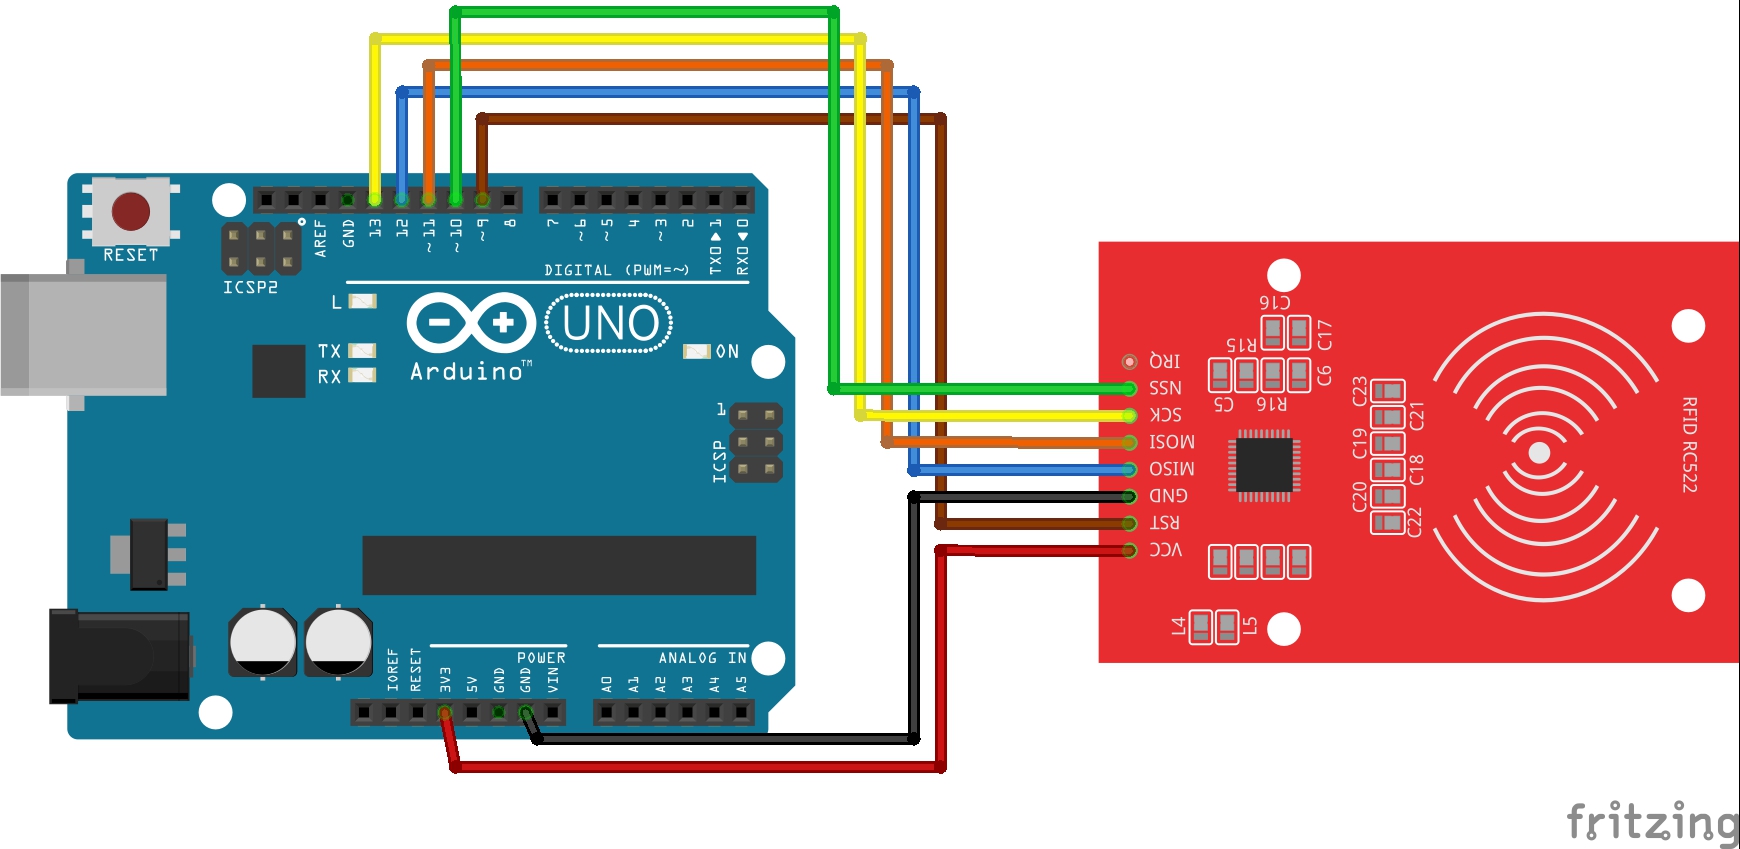 RESET
ICSP2
AREF
GND
13
12
~11
~10
~9
8
7
~6
~5
4
~3
2
TX0▶1
RX0◀0
DIGITAL (PWM=~)
L
TX
RX
Arduino™
UNO
ON
1
ICSP
POWER
ANALOG IN
IOREF
RESET
3V3
5V
GND
GND
VIN
A0
A1
A2
A3
A4
A5
IRQ
NSS
SCK
MOSI
MISO
GND
RST
VCC
C16
C17
R15
C6
C5
R16
C23
C21
C19
C18
C20
C22
L4
L5
RFID RC522
fritzing